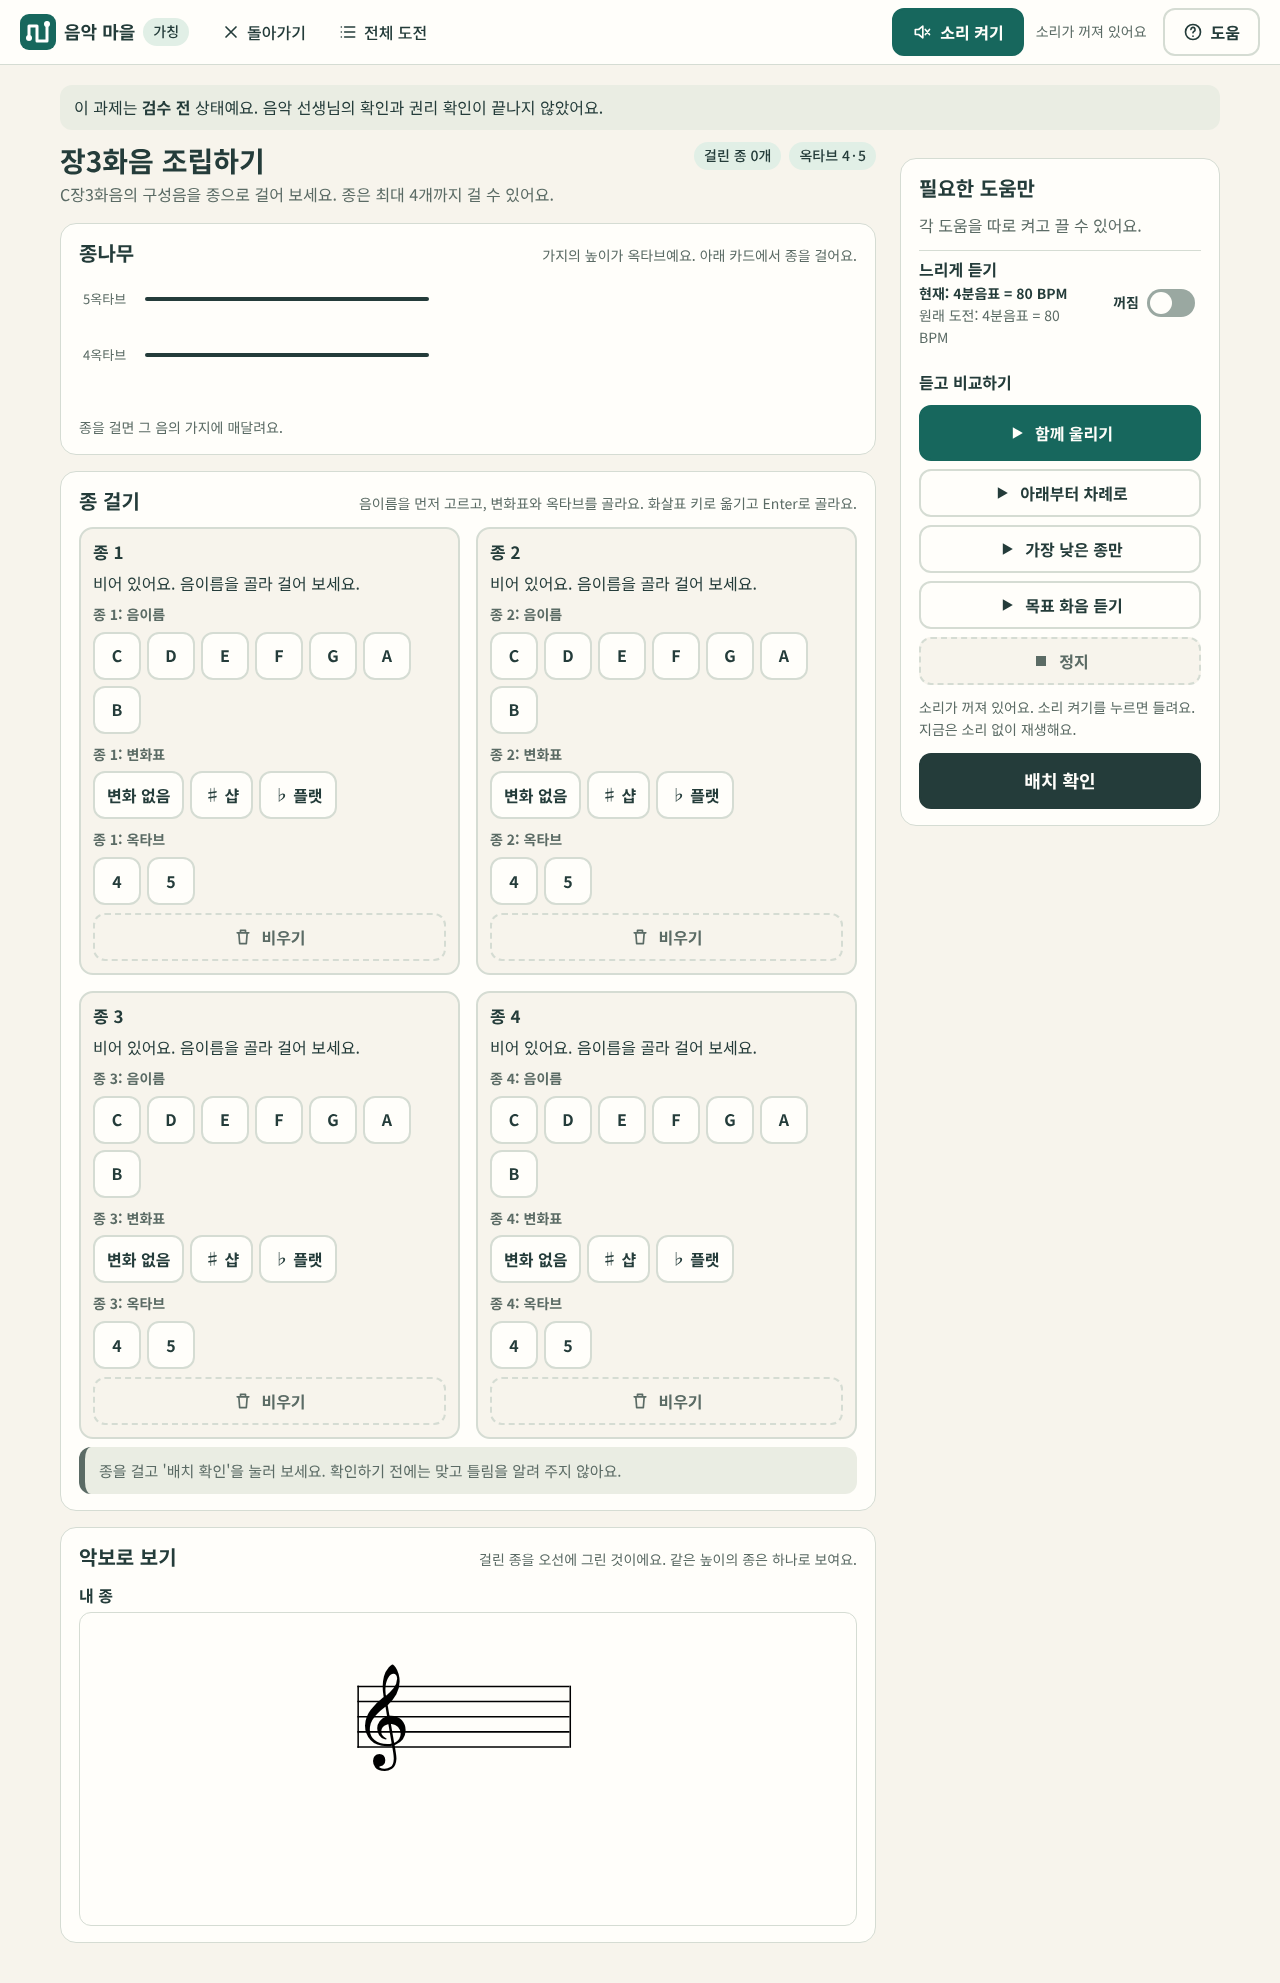 음악 마을 가칭 돌아가기 전체 도전 소리 켜기 소리가 꺼져 있어요 도움
이 과제는 검수 전 상태예요. 음악 선생님의 확인과 권리 확인이 끝나지 않았어요.
장3화음 조립하기
걸린 종 0개 옥타브 4·5
C장3화음의 구성음을 종으로 걸어 보세요. 종은 최대 4개까지 걸 수 있어요.
종나무
가지의 높이가 옥타브예요. 아래 카드에서 종을 걸어요.
5옥타브
4옥타브
종을 걸면 그 음의 가지에 매달려요.
종 걸기
음이름을 먼저 고르고, 변화표와 옥타브를 골라요. 화살표 키로 옮기고 Enter로 골라요.
종 1
비어 있어요. 음이름을 골라 걸어 보세요.
종 1: 음이름
C D E F G A
B
종 1: 변화표
변화 없음 ♯ 샵 ♭ 플랫
종 1: 옥타브
4 5
비우기
종 2
비어 있어요. 음이름을 골라 걸어 보세요.
종 2: 음이름
C D E F G A
B
종 2: 변화표
변화 없음 ♯ 샵 ♭ 플랫
종 2: 옥타브
4 5
비우기
종 3
비어 있어요. 음이름을 골라 걸어 보세요.
종 3: 음이름
C D E F G A
B
종 3: 변화표
변화 없음 ♯ 샵 ♭ 플랫
종 3: 옥타브
4 5
비우기
종 4
비어 있어요. 음이름을 골라 걸어 보세요.
종 4: 음이름
C D E F G A
B
종 4: 변화표
변화 없음 ♯ 샵 ♭ 플랫
종 4: 옥타브
4 5
비우기
종을 걸고 '배치 확인'을 눌러 보세요. 확인하기 전에는 맞고 틀림을 알려 주지 않아요.
악보로 보기
걸린 종을 오선에 그린 것이에요. 같은 높이의 종은 하나로 보여요.
내 종
필요한 도움만
각 도움을 따로 켜고 끌 수 있어요.
느리게 듣기
현재: 4분음표 = 80 BPM
원래 도전: 4분음표 = 80
BPM
꺼짐
듣고 비교하기
함께 울리기
아래부터 차례로
가장 낮은 종만
목표 화음 듣기
정지
소리가 꺼져 있어요. 소리 켜기를 누르면 들려요.
지금은 소리 없이 재생해요.
배치 확인